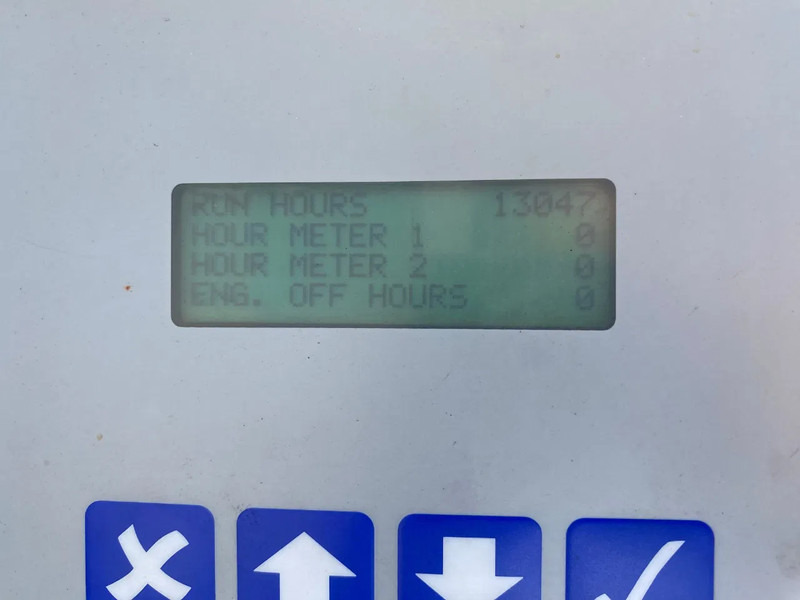 RUN HOURS 13047
HOUR METER 1 0
HOUR METER 2 0
ENG. OFF HOURS 0